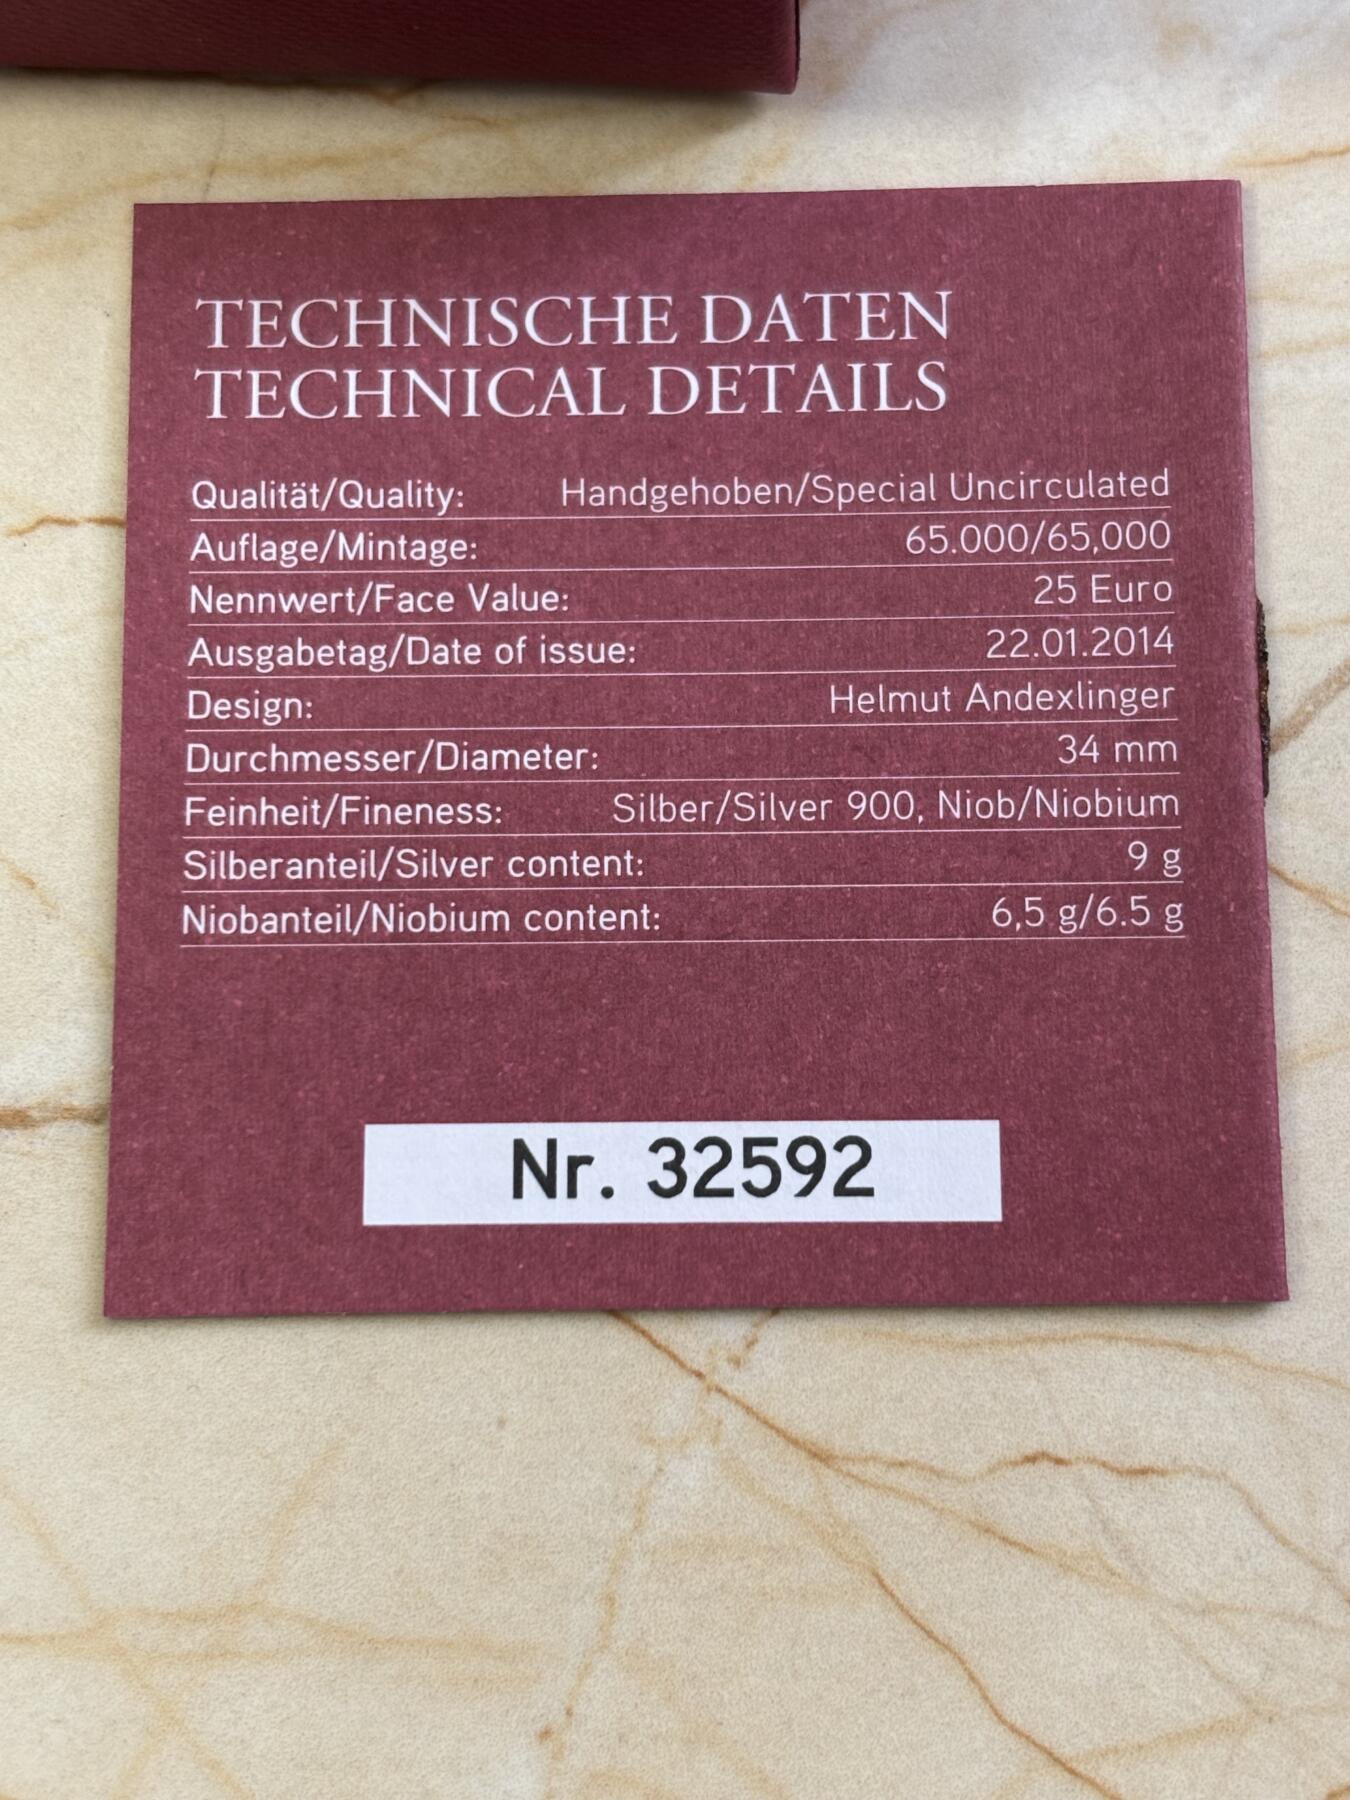 TECHNISCHE DATEN
TECHNICAL DETAILS
Qualität/Quality: Handgehoben/Special Uncirculated
Auflage/Mintage: 65.000/65,000
Nennwert/Face Value: 25 Euro
Ausgabetag/Date of issue: 22.01.2014
Design: Helmut Andexlinger
Durchmesser/Diameter: 34 mm
Feinheit/Fineness: Silber/Silver 900, Niob/Niobium
Silberanteil/Silver content: 9 g
Niobanteil/Niobium content: 6,5 g/6.5 g
Nr. 32592